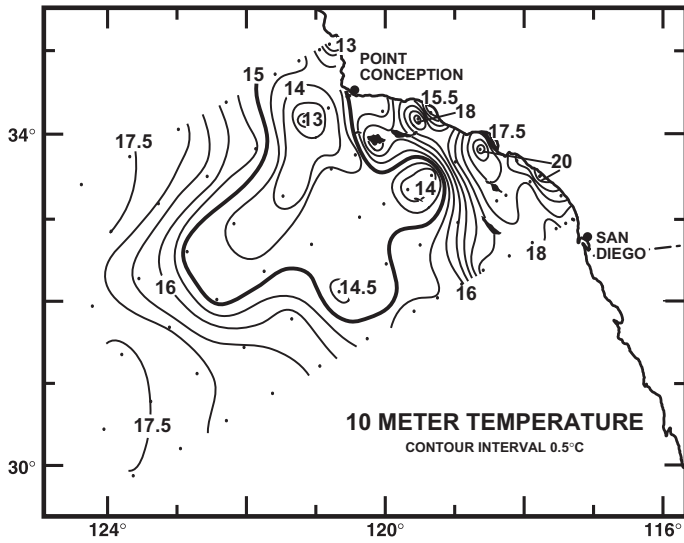 13
POINT
CONCEPTION
15
14
15.5
18
13
17.5
17.5
34°
20
14
SAN
DIEGO
18
16
14.5
16
10 METER TEMPERATURE
CONTOUR INTERVAL 0.5°C
17.5
30°
124° 120° 116°